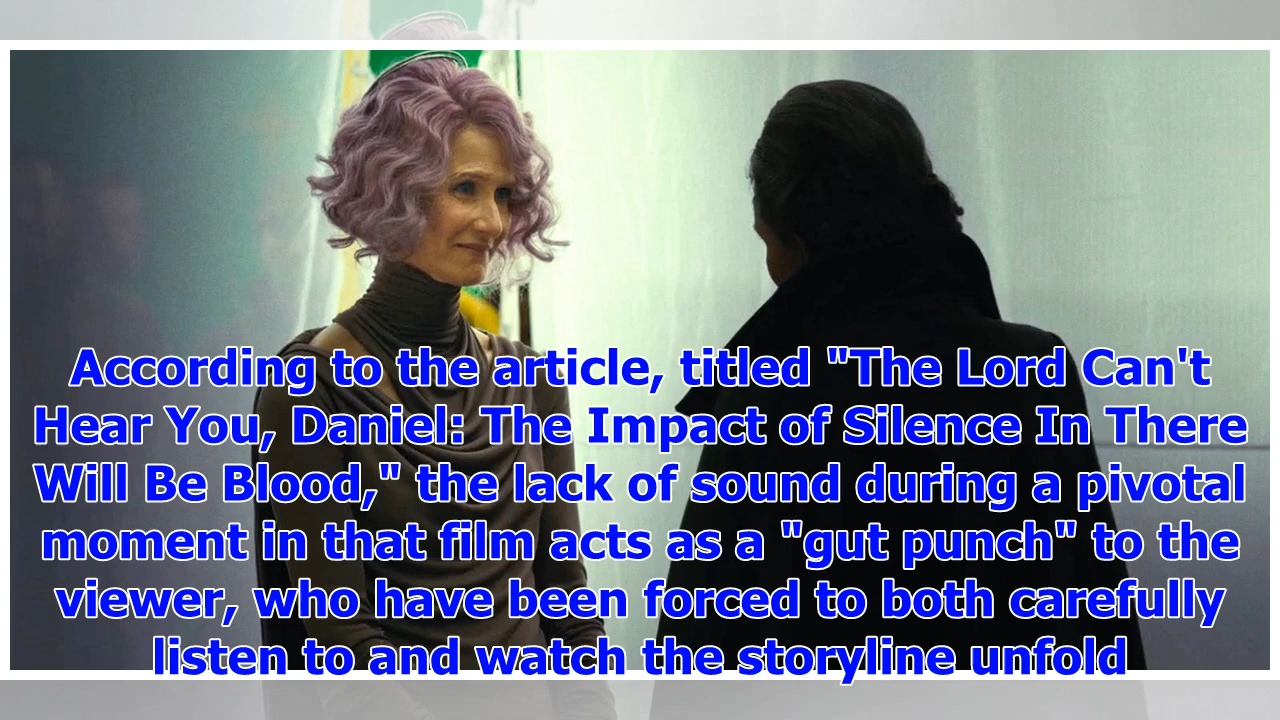 According to the article, titled "The Lord Can't
Hear You, Daniel: The Impact of Silence In There
Will Be Blood," the lack of sound during a pivotal
moment in that film acts as a "gut punch" to the
viewer, who have been forced to both carefully
listen to and watch the storyline unfold